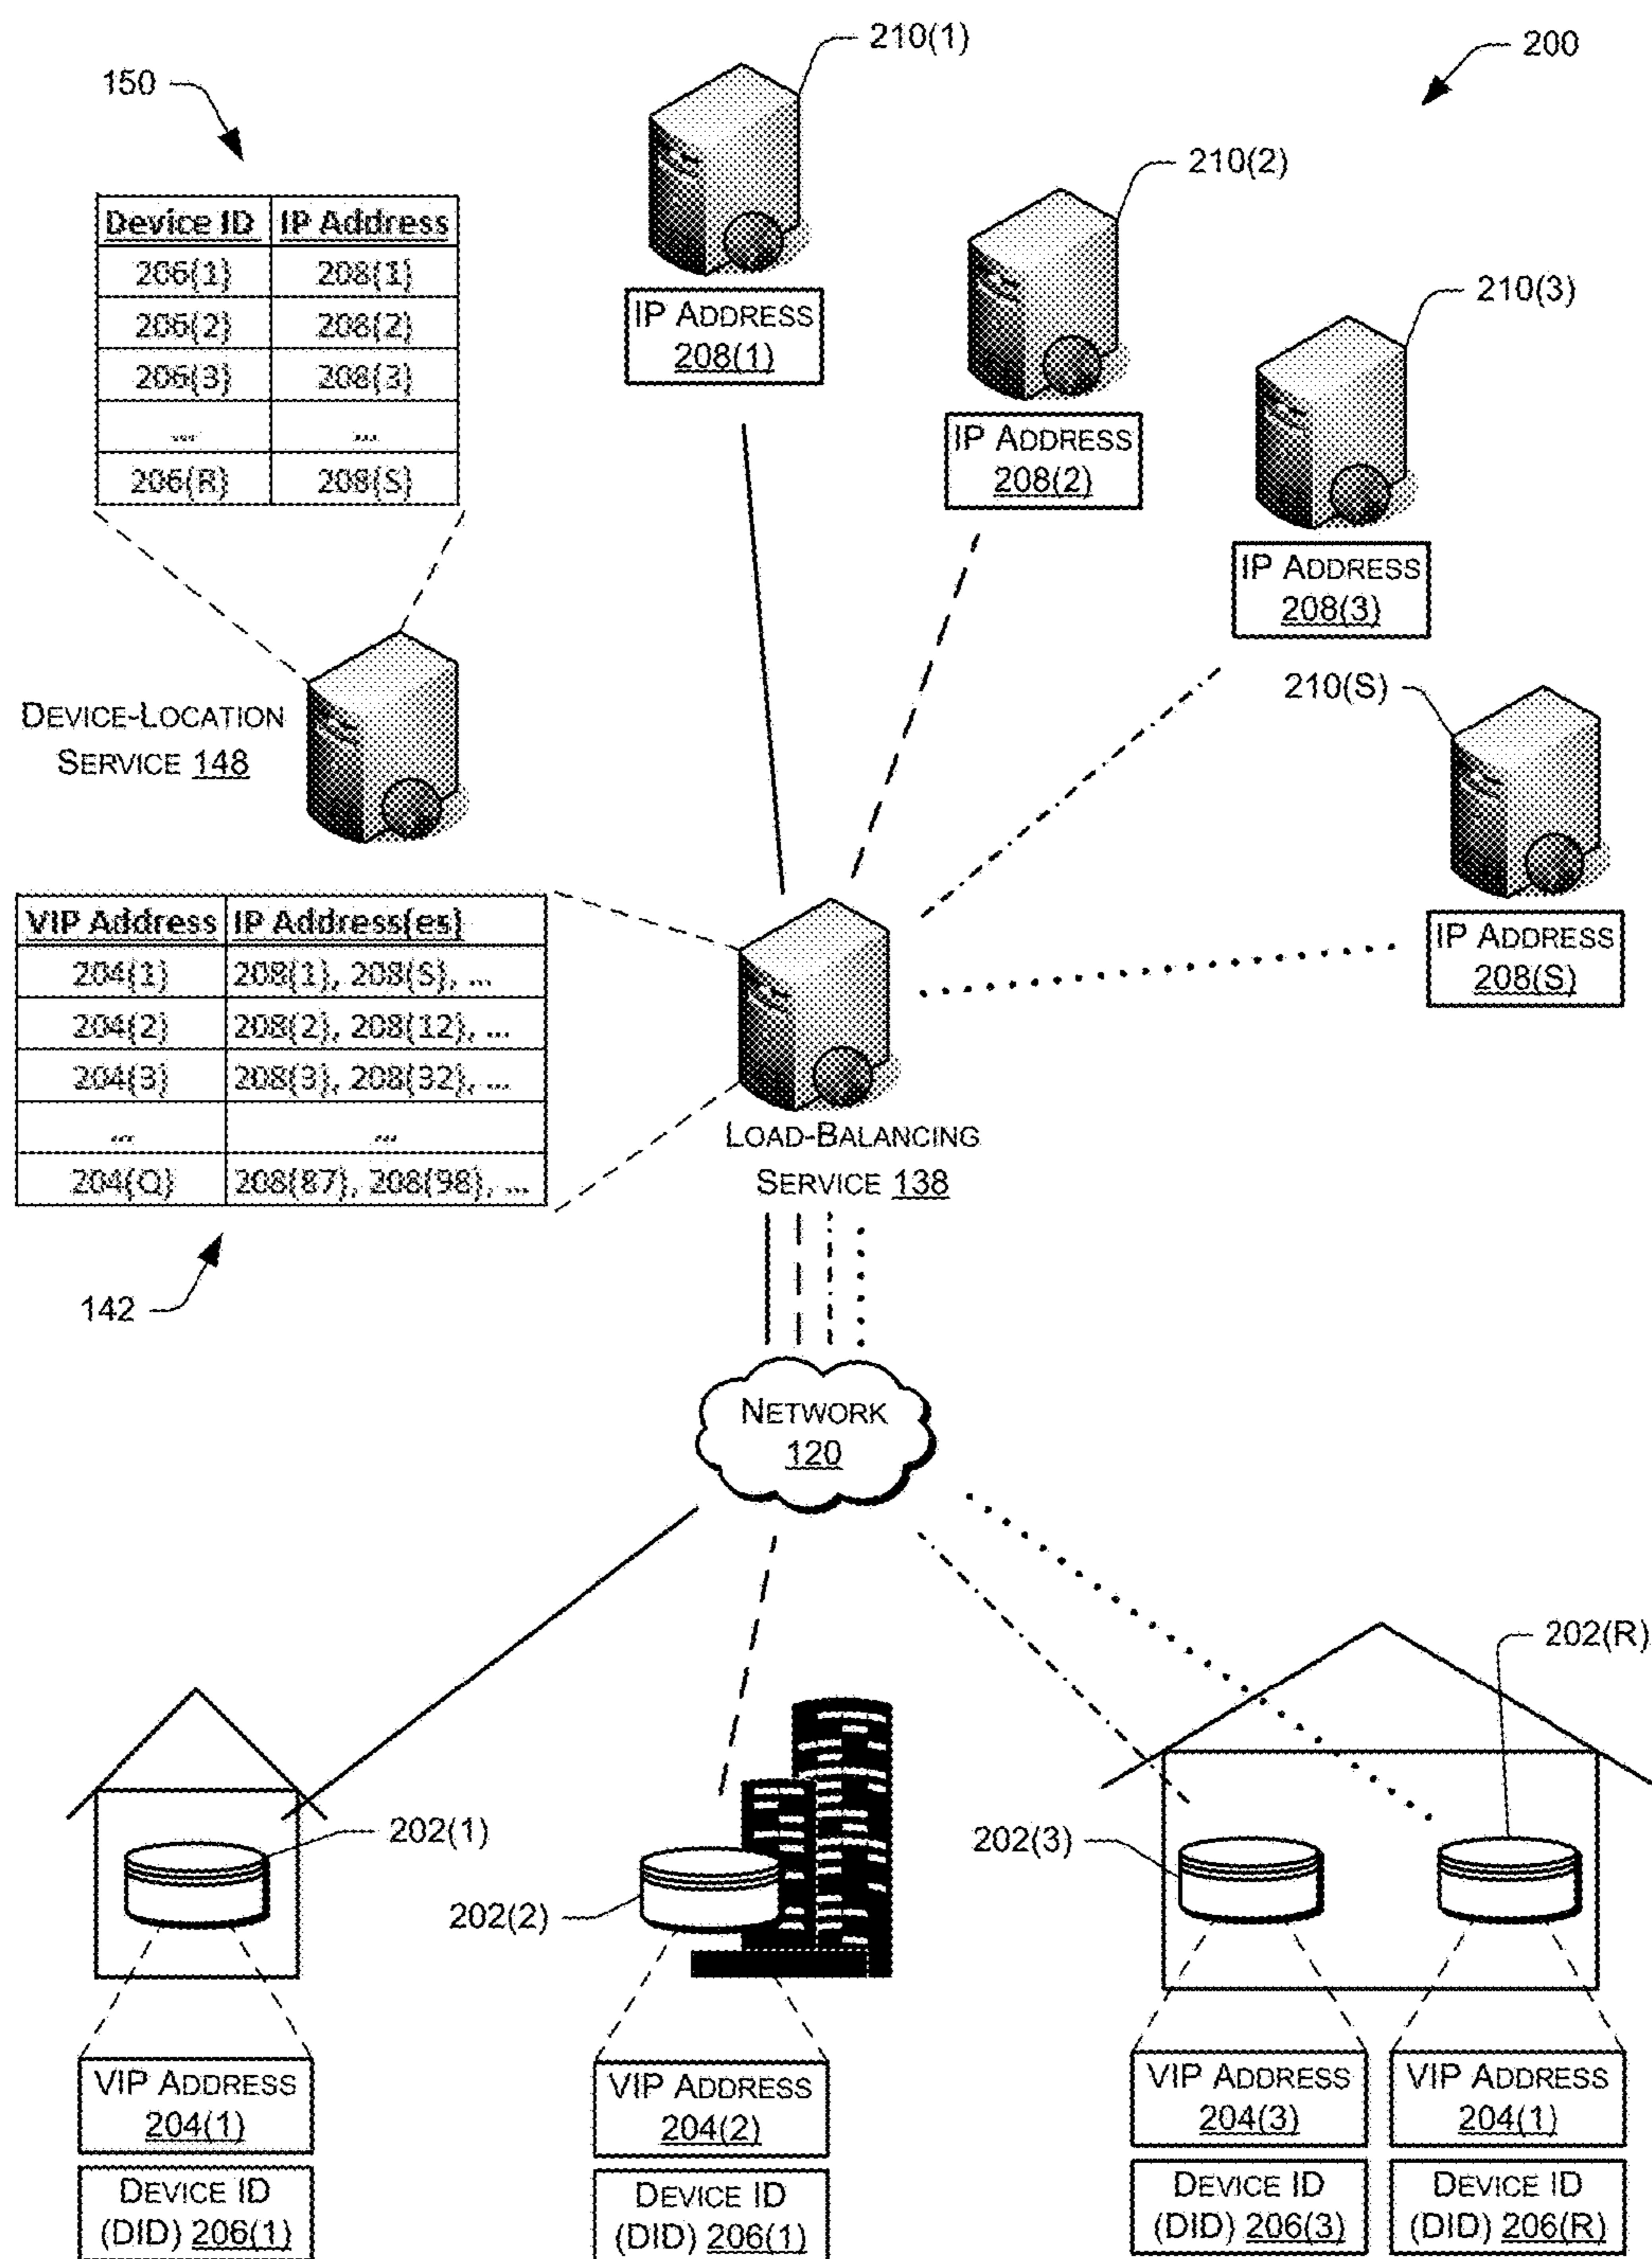 210(1)
200
150
210(2)
Device ID IP Address
206(1) 208(1)
206(2) 208(2)
206(3) 208(3)
... ...
206(R) 208(S)
IP ADDRESS
208(1)
210(3)
IP ADDRESS
208(2)
IP ADDRESS
208(3)
210(S)
DEVICE-LOCATION
SERVICE 148
VIP Address IP Address(es)
204(1) 208(1), 208(S), ...
204(2) 208(2), 208(12), ...
204(3) 208(3), 208(32), ...
... ...
204(Q) 208(87), 208(98), ...
IP ADDRESS
208(S)
LOAD-BALANCING
SERVICE 138
142
NETWORK
120
202(R)
202(1)
202(2)
202(3)
VIP ADDRESS
204(1)
DEVICE ID
(DID) 206(1)
VIP ADDRESS
204(2)
DEVICE ID
(DID) 206(1)
VIP ADDRESS
204(3)
DEVICE ID
(DID) 206(3)
VIP ADDRESS
204(1)
DEVICE ID
(DID) 206(R)